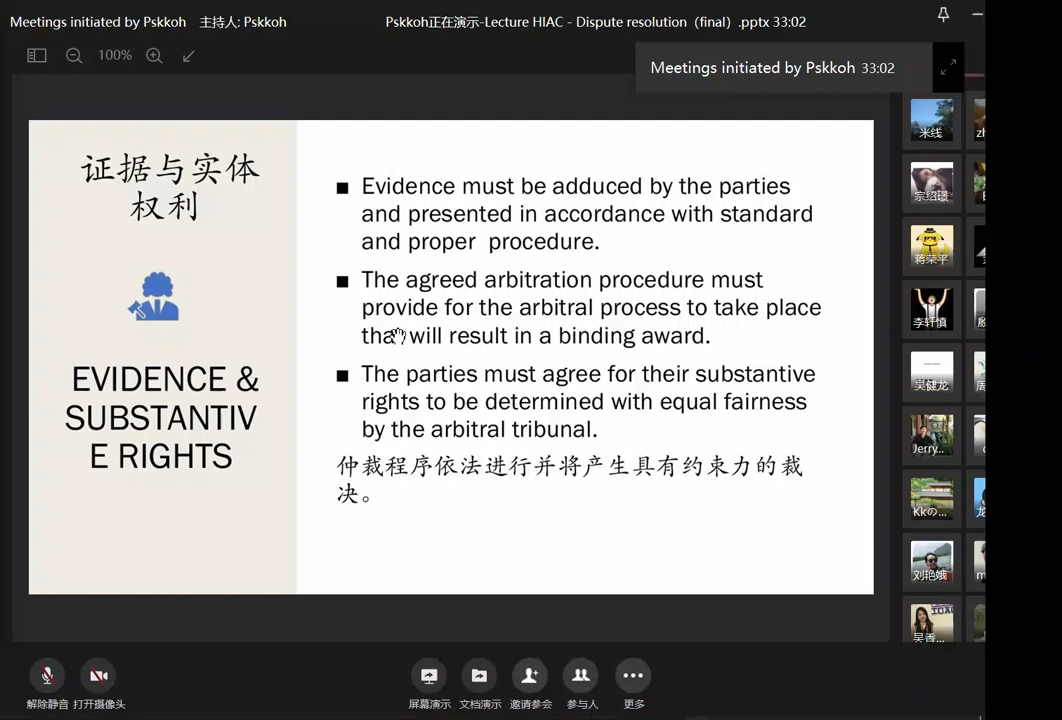 Meetings initiated by Pskkoh 主持人: Pskkoh
Pskkoh正在演示-Lecture HIAC - Dispute resolution（final）.pptx 33:02
100%
Meetings initiated by Pskkoh 33:02
证据与实体
权利
EVIDENCE &
SUBSTANTIV
E RIGHTS
■ Evidence must be adduced by the parties
and presented in accordance with standard
and proper procedure.
■ The agreed arbitration procedure must
provide for the arbitral process to take place
that will result in a binding award.
■ The parties must agree for their substantive
rights to be determined with equal fairness
by the arbitral tribunal.
仲裁程序依法进行并将产生具有约束力的裁
决。
米线
宗绍璟
蒋荣平
李轩慎
吴健龙
Jerry...
Kkの...
刘艳娥
吴香...
解除静音
打开摄像头
屏幕演示
文档演示
邀请参会
参与人
更多